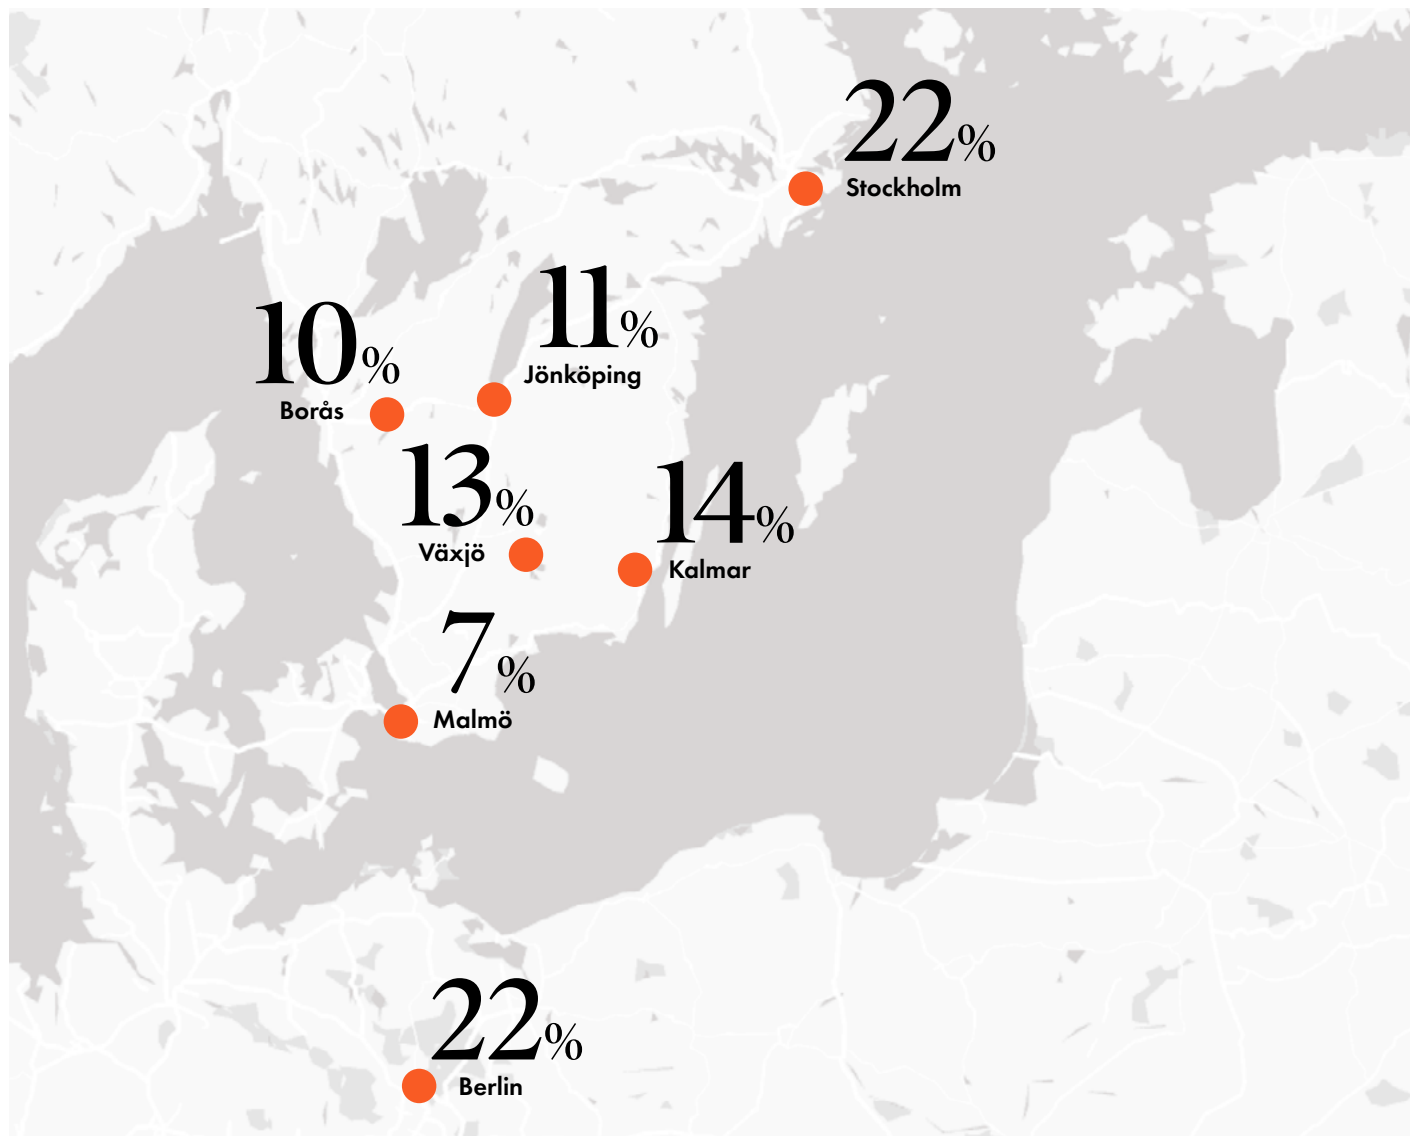 22%
Stockholm
11%
Jönköping
10%
Borås
13%
Växjö
14%
Kalmar
7%
Malmö
22%
Berlin